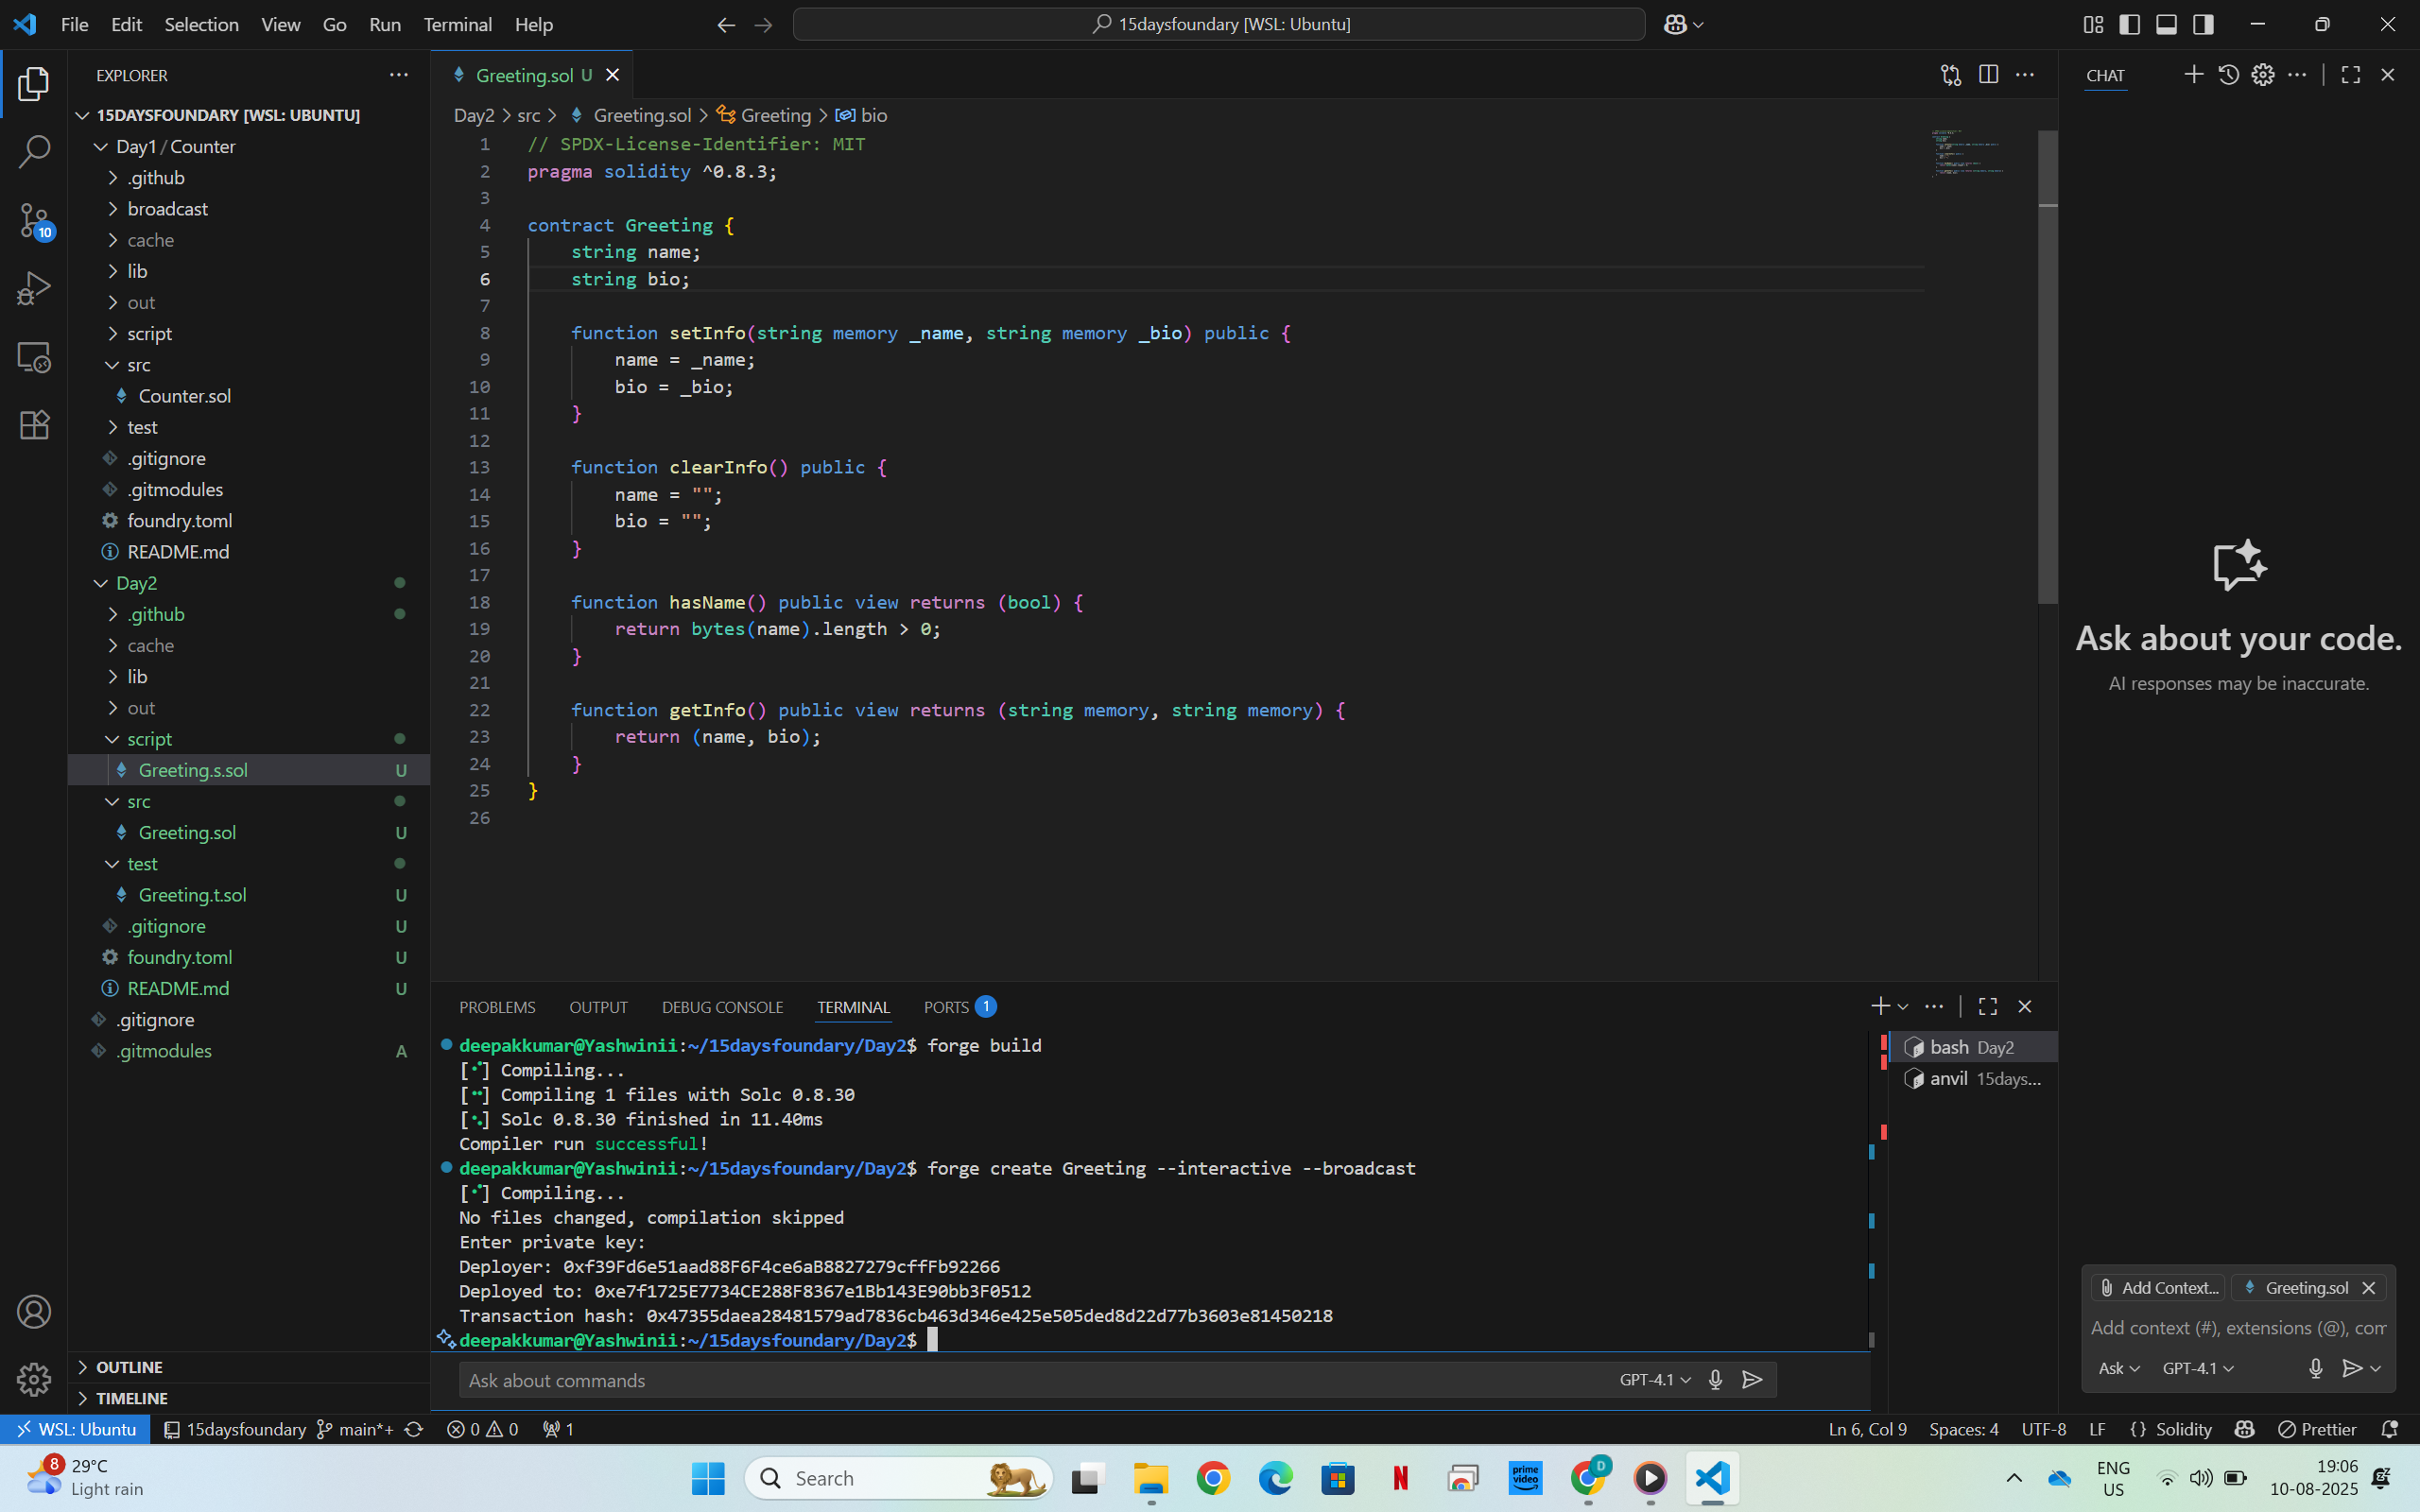 File Edit Selection View Go Run Terminal Help
15daysfoundary [WSL: Ubuntu]
EXPLORER
15DAYSFOUNDARY [WSL: UBUNTU]
Day1 / Counter
.github
broadcast
cache
lib
out
script
src
Counter.sol
test
.gitignore
.gitmodules
foundry.toml
README.md
Day2
.github
cache
lib
out
script
Greeting.s.sol U
src
Greeting.sol U
test
Greeting.t.sol U
.gitignore U
foundry.toml U
README.md U
.gitignore
.gitmodules A
OUTLINE
TIMELINE
10
Greeting.sol U
Day2 > src > Greeting.sol > Greeting > bio
1 // SPDX-License-Identifier: MIT
2 pragma solidity ^0.8.3;
3
4 contract Greeting {
5 string name;
6 string bio;
7
8 function setInfo(string memory _name, string memory _bio) public {
9 name = _name;
10 bio = _bio;
11 }
12
13 function clearInfo() public {
14 name = "";
15 bio = "";
16 }
17
18 function hasName() public view returns (bool) {
19 return bytes(name).length > 0;
20 }
21
22 function getInfo() public view returns (string memory, string memory) {
23 return (name, bio);
24 }
25 }
26
PROBLEMS OUTPUT DEBUG CONSOLE TERMINAL PORTS 1
deepakkumar@Yashwinii:~/15daysfoundary/Day2$ forge build
[⠊] Compiling...
[⠒] Compiling 1 files with Solc 0.8.30
[⠢] Solc 0.8.30 finished in 11.40ms
Compiler run successful!
deepakkumar@Yashwinii:~/15daysfoundary/Day2$ forge create Greeting --interactive --broadcast
[⠊] Compiling...
No files changed, compilation skipped
Enter private key:
Deployer: 0xf39Fd6e51aad88F6F4ce6aB8827279cffFb92266
Deployed to: 0xe7f1725E7734CE288F8367e1Bb143E90bb3F0512
Transaction hash: 0x47355daea28481579ad7836cb463d346e425e505ded8d22d77b3603e81450218
deepakkumar@Yashwinii:~/15daysfoundary/Day2$
Ask about commands GPT-4.1
bash Day2
anvil 15days...
CHAT
Ask about your code.
AI responses may be inaccurate.
Add Context... Greeting.sol
Add context (#), extensions (@), com
Ask GPT-4.1
WSL: Ubuntu 15daysfoundary main*+ 0 0 1 Ln 6, Col 9 Spaces: 4 UTF-8 LF {} Solidity Prettier
8
29°C
Light rain
Search
prime video
N
D
ENG
US
19:06
10-08-2025